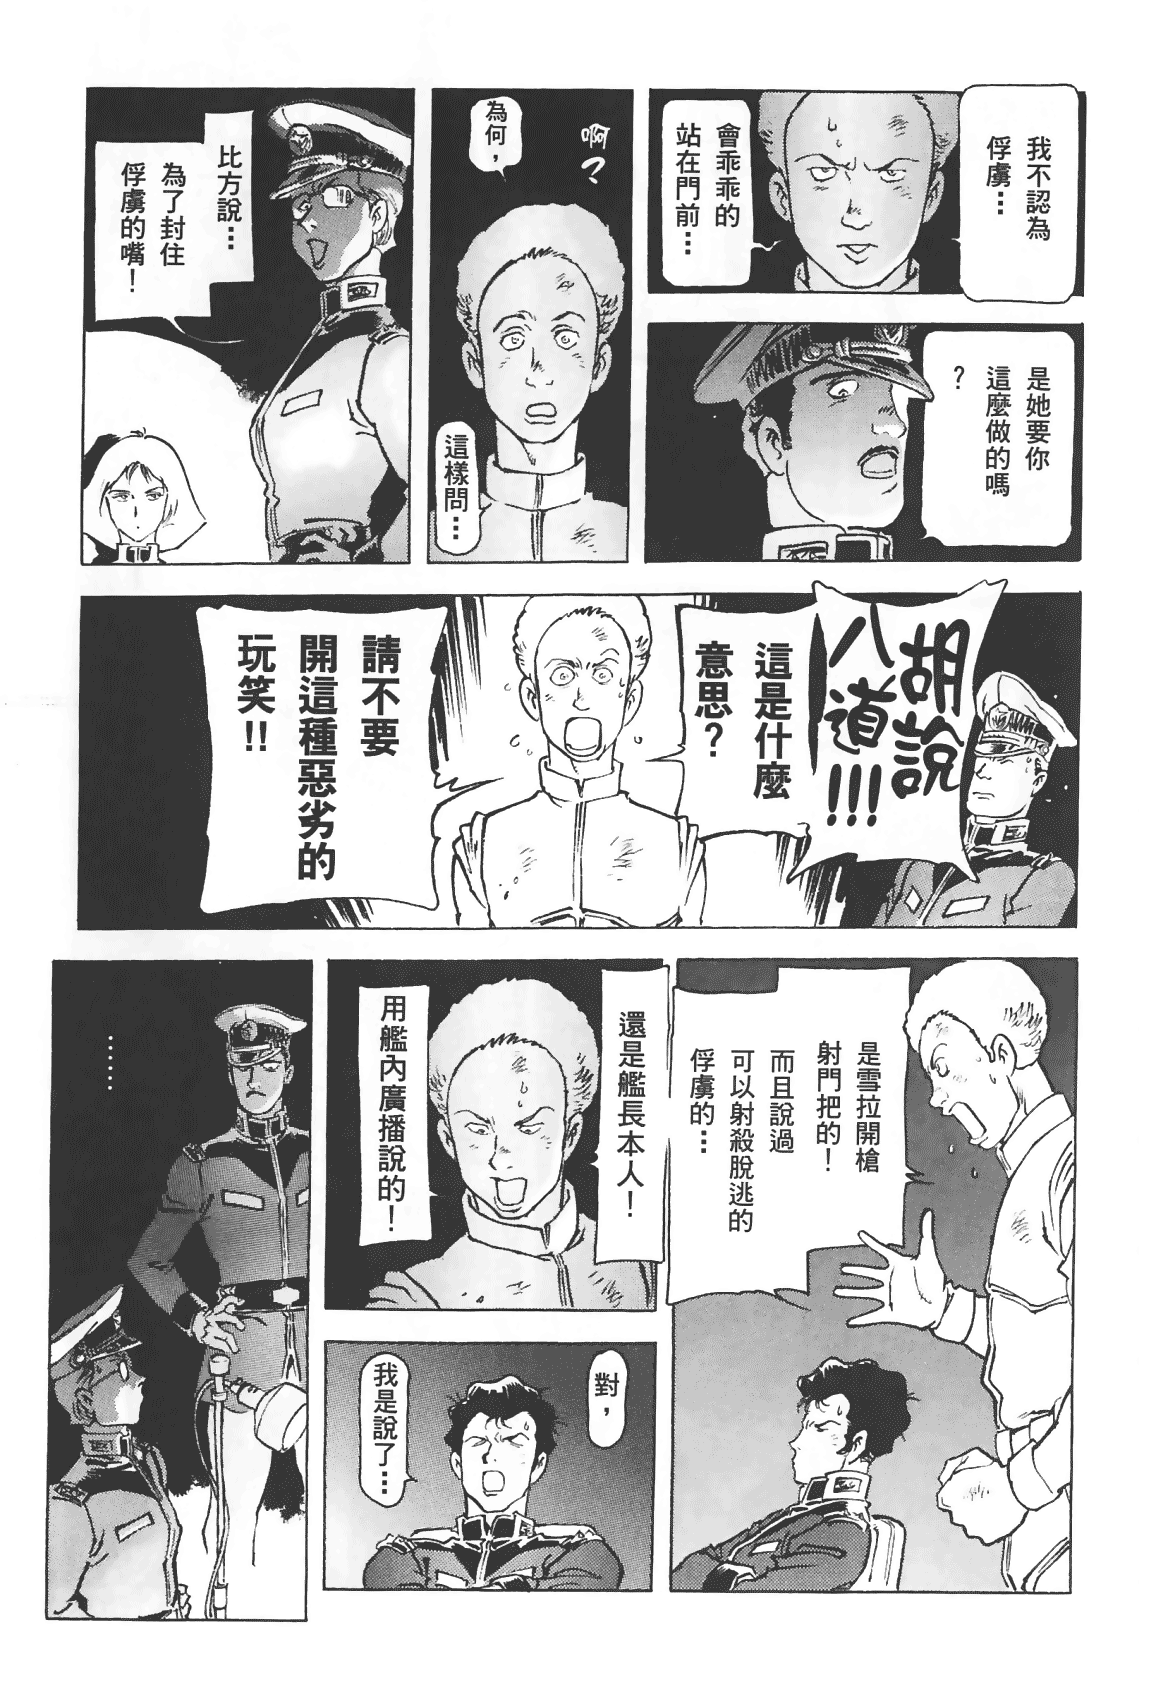 我不認為
俘虜…
會乖乖的
站在門前…
是她要你
這麼做的嗎
？
啊？
為何，
這樣問…
比方說…
為了封住
俘虜的嘴！
胡說
八道!!!
這是什麼
意思？
請不要
開這種惡劣的
玩笑!!
是雪拉開槍
射門把的！
而且說過
可以射殺脫逃的
俘虜的…
還是艦長本人！
用艦內廣播說的！
對，
我是說了…
……